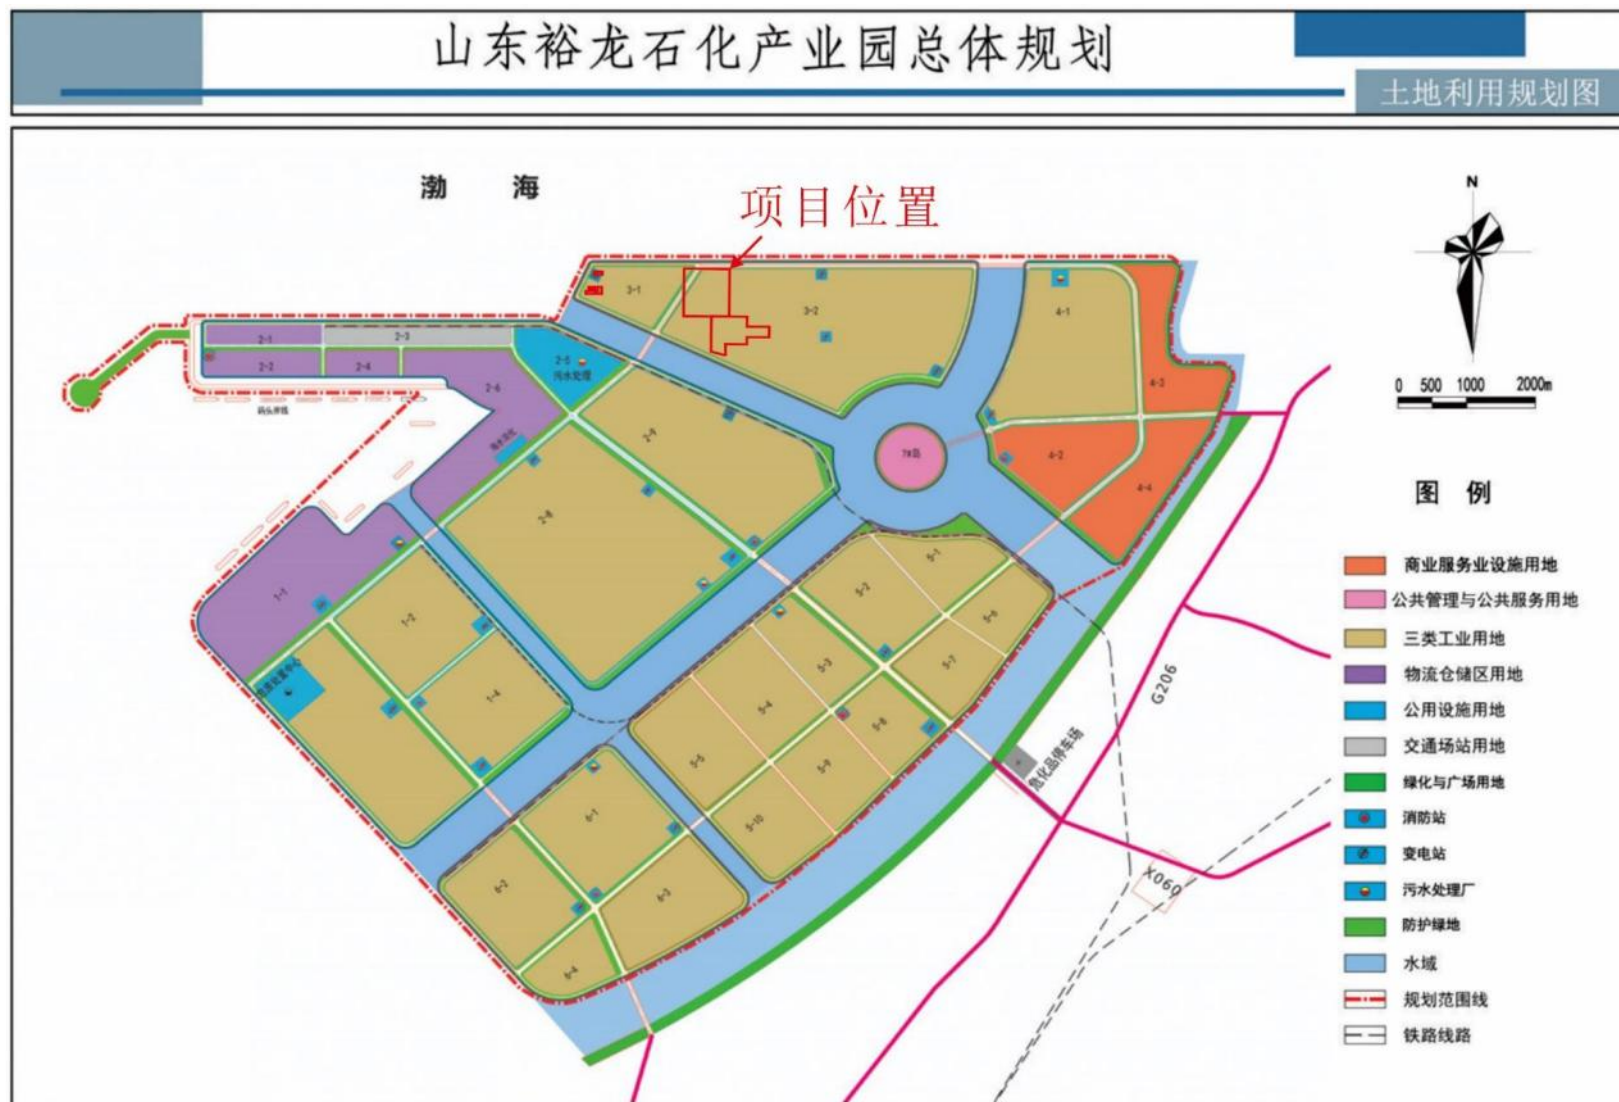 山东裕龙石化产业园总体规划
土地利用规划图
渤 海
项目位置
N
0 500 1000 2000m
3-1
3-2
4-1
4-3
4-2
4-4
7#岛
2-1
2-2
2-3
2-4
2-5
污水处理
2-6
码头岸线
2-9
2-8
1-1
1-2
1-4
5-1
5-2
5-3
5-4
5-5
5-6
5-7
5-8
5-9
5-10
6-1
6-2
6-3
6-4
危化品停车场
G206
X060
图 例
商业服务业设施用地
公共管理与公共服务用地
三类工业用地
物流仓储区用地
公用设施用地
交通场站用地
绿化与广场用地
消防站
变电站
污水处理厂
防护绿地
水域
规划范围线
铁路线路